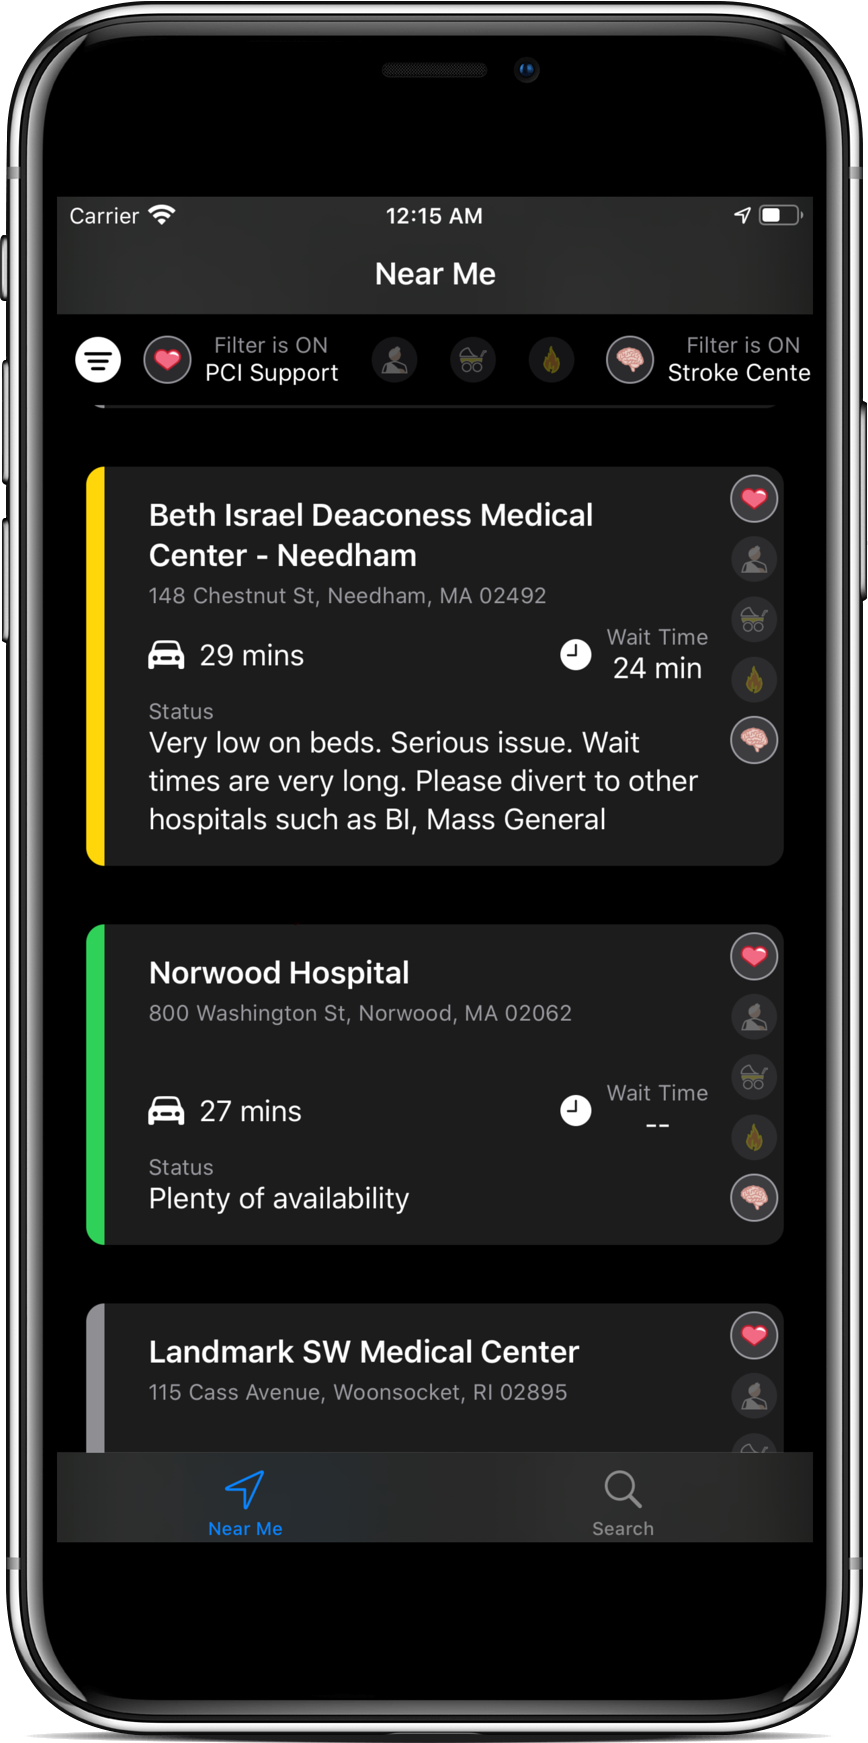 Carrier 12:15 AM
Near Me
Filter is ON
PCI Support
Filter is ON
Stroke Cente
Beth Israel Deaconess Medical
Center - Needham
148 Chestnut St, Needham, MA 02492
29 mins
Wait Time
24 min
Status
Very low on beds. Serious issue. Wait
times are very long. Please divert to other
hospitals such as BI, Mass General
Norwood Hospital
800 Washington St, Norwood, MA 02062
27 mins
Wait Time
--
Status
Plenty of availability
Landmark SW Medical Center
115 Cass Avenue, Woonsocket, RI 02895
Near Me
Search